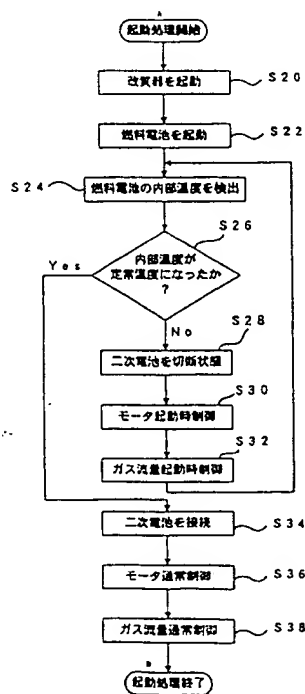 起動処理開始
改質器を起動
S20
燃料電池を起動
S22
S24
燃料電池の内部温度を検出
S26
内部温度が
定常温度になったか
?
Yes
No
S28
二次電池を切断状態
S30
モータ起動時制御
S32
ガス流量起動時制御
二次電池を接続
S34
モータ通常制御
S36
ガス流量通常制御
S38
起動処理終了